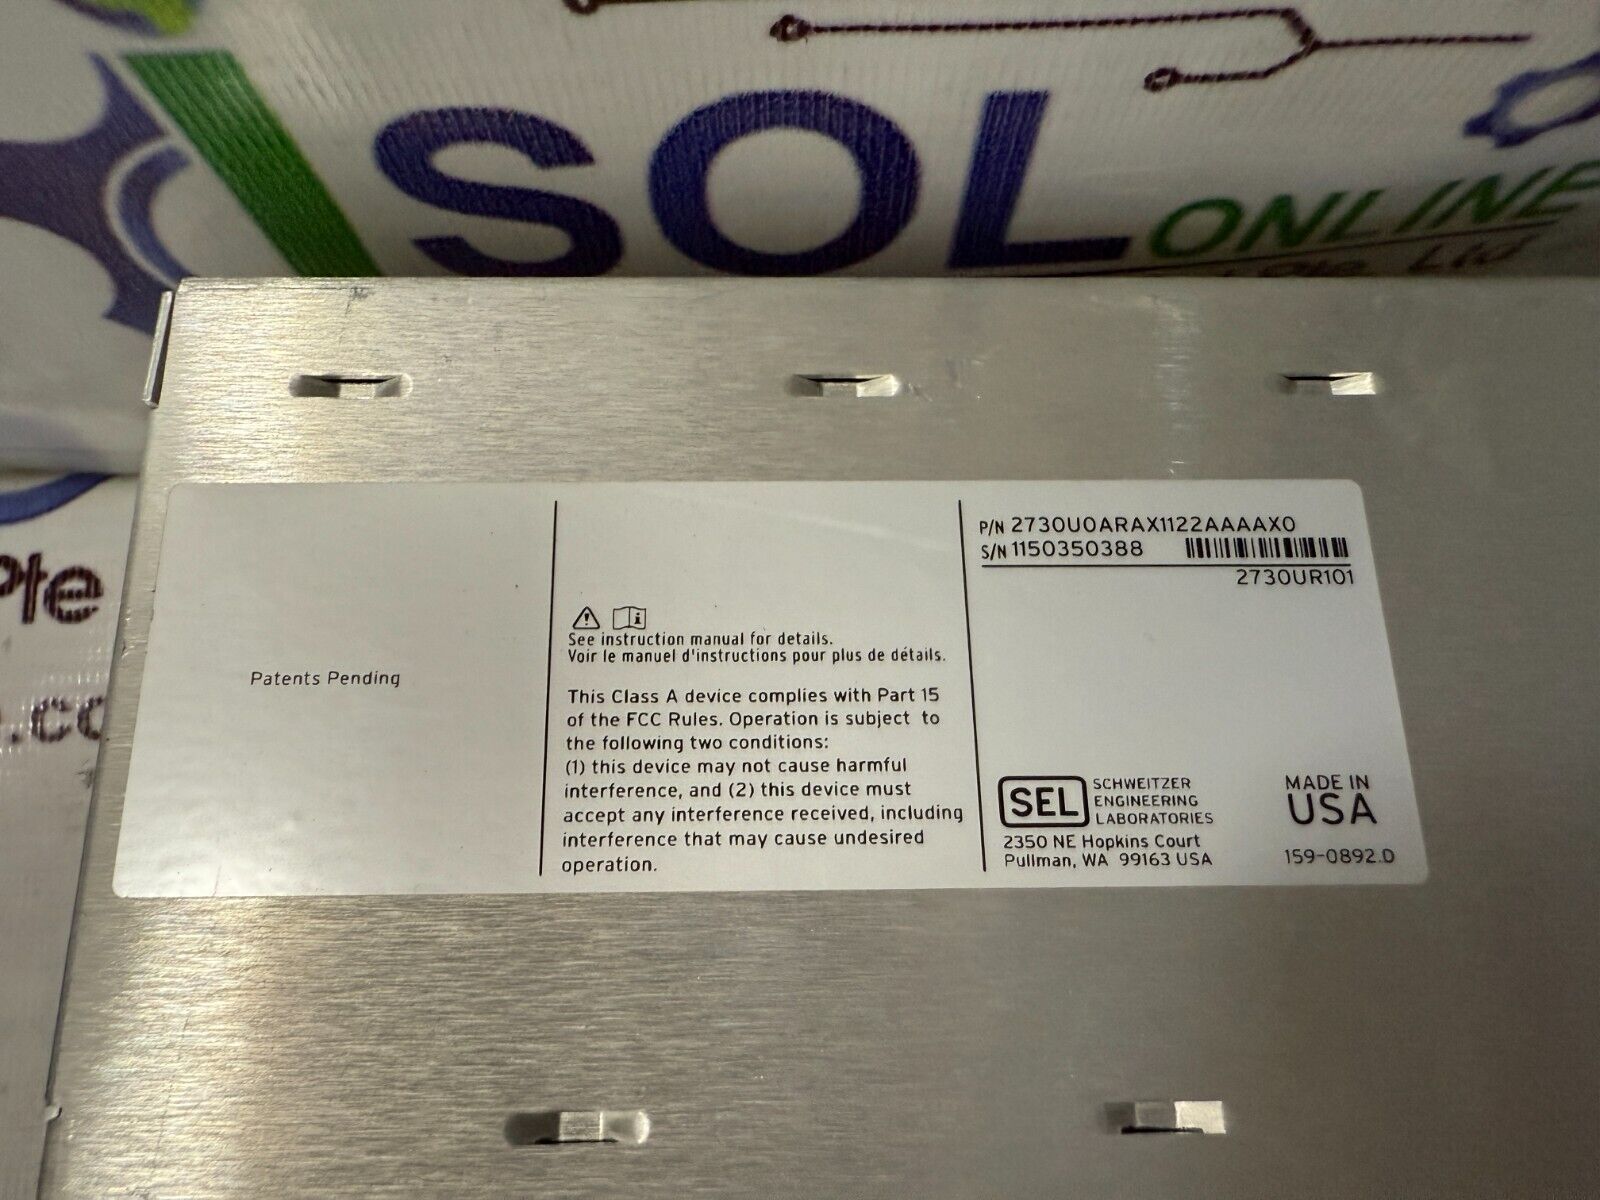 SOL
ONLINE
Pte. Ltd
Pte
Patents Pending
See instruction manual for details.
Voir le manuel d'instructions pour plus de détails.
This Class A device complies with Part 15
of the FCC Rules. Operation is subject to
the following two conditions:
(1) this device may not cause harmful
interference, and (2) this device must
accept any interference received, including
interference that may cause undesired
operation.
P/N 2730U0ARAX1122AAAAX0
S/N 1150350388
2730UR101
SEL
SCHWEITZER
ENGINEERING
LABORATORIES
2350 NE Hopkins Court
Pullman, WA 99163 USA
MADE IN
USA
159-0892.D